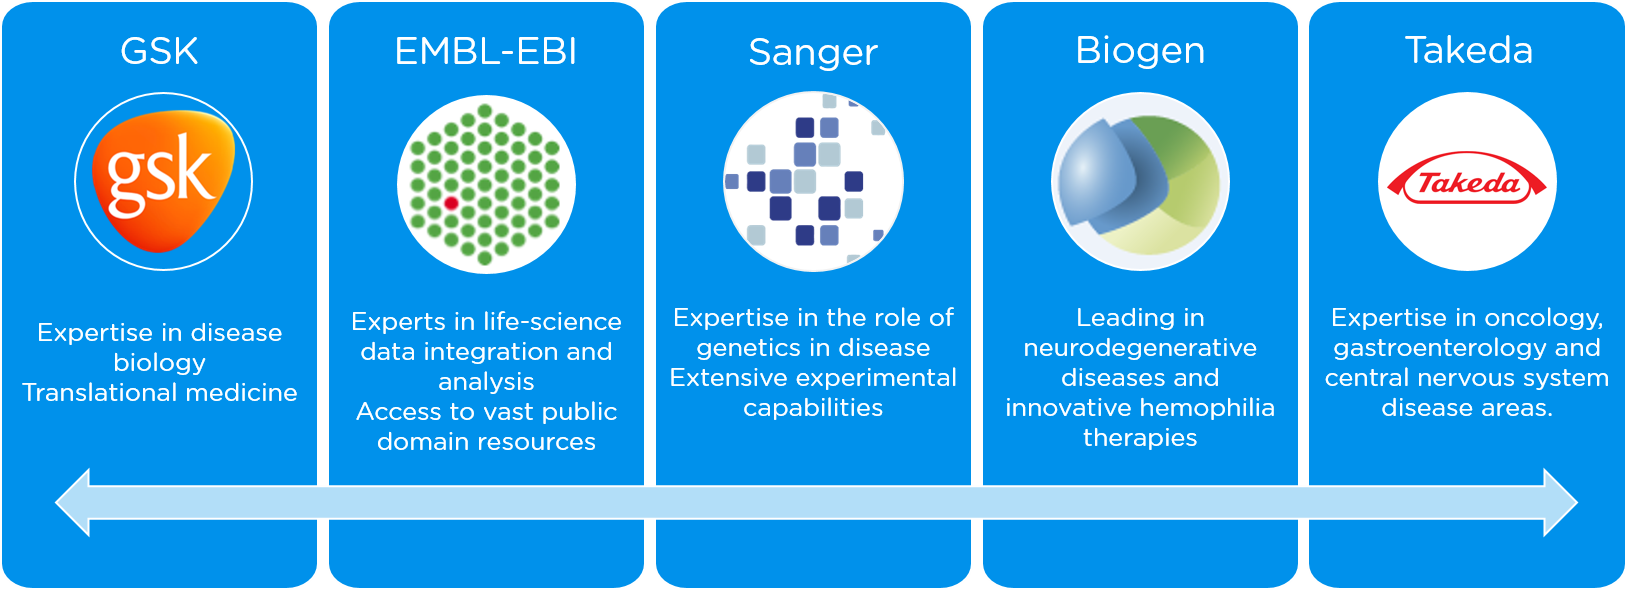 GSK
gsk
Expertise in disease
biology
Translational medicine
EMBL-EBI
Experts in life-science
data integration and
analysis
Access to vast public
domain resources
Sanger
Expertise in the role of
genetics in disease
Extensive experimental
capabilities
Biogen
Leading in
neurodegenerative
diseases and
innovative hemophilia
therapies
Takeda
Takeda
Expertise in oncology,
gastroenterology and
central nervous system
disease areas.